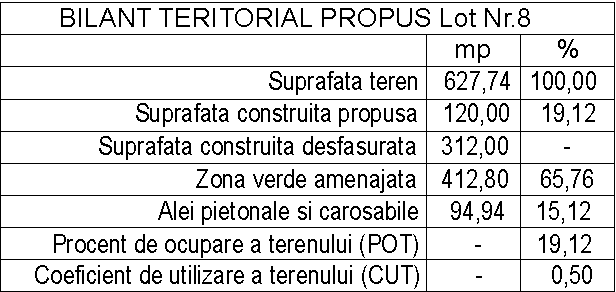 BILANT TERITORIAL PROPUS Lot Nr.8
mp %
Suprafata teren 627,74 100,00
Suprafata construita propusa 120,00 19,12
Suprafata construita desfasurata 312,00 -
Zona verde amenajata 412,80 65,76
Alei pietonale si carosabile 94,94 15,12
Procent de ocupare a terenului (POT) - 19,12
Coeficient de utilizare a terenului (CUT) - 0,50